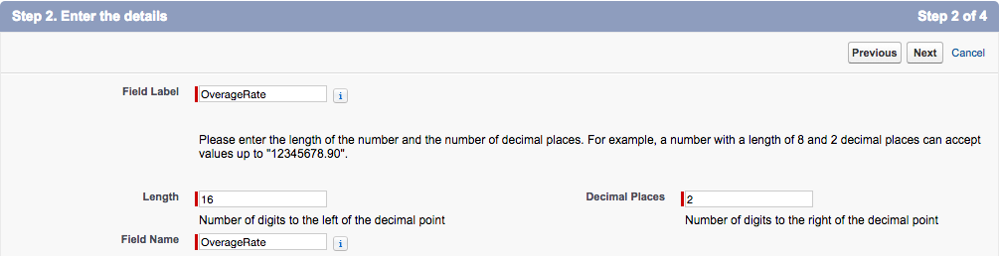 Step 2. Enter the details Step 2 of 4
Previous Next Cancel
Field Label OverageRate i
Please enter the length of the number and the number of decimal places. For example, a number with a length of 8 and 2 decimal places can accept
values up to "12345678.90".
Length 16 Decimal Places 2
Number of digits to the left of the decimal point Number of digits to the right of the decimal point
Field Name OverageRate i